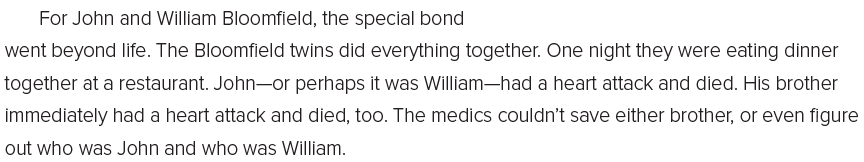 For John and William Bloomfield, the special bond
went beyond life. The Bloomfield twins did everything together. One night they were eating dinner
together at a restaurant. John—or perhaps it was William—had a heart attack and died. His brother
immediately had a heart attack and died, too. The medics couldn’t save either brother, or even figure
out who was John and who was William.